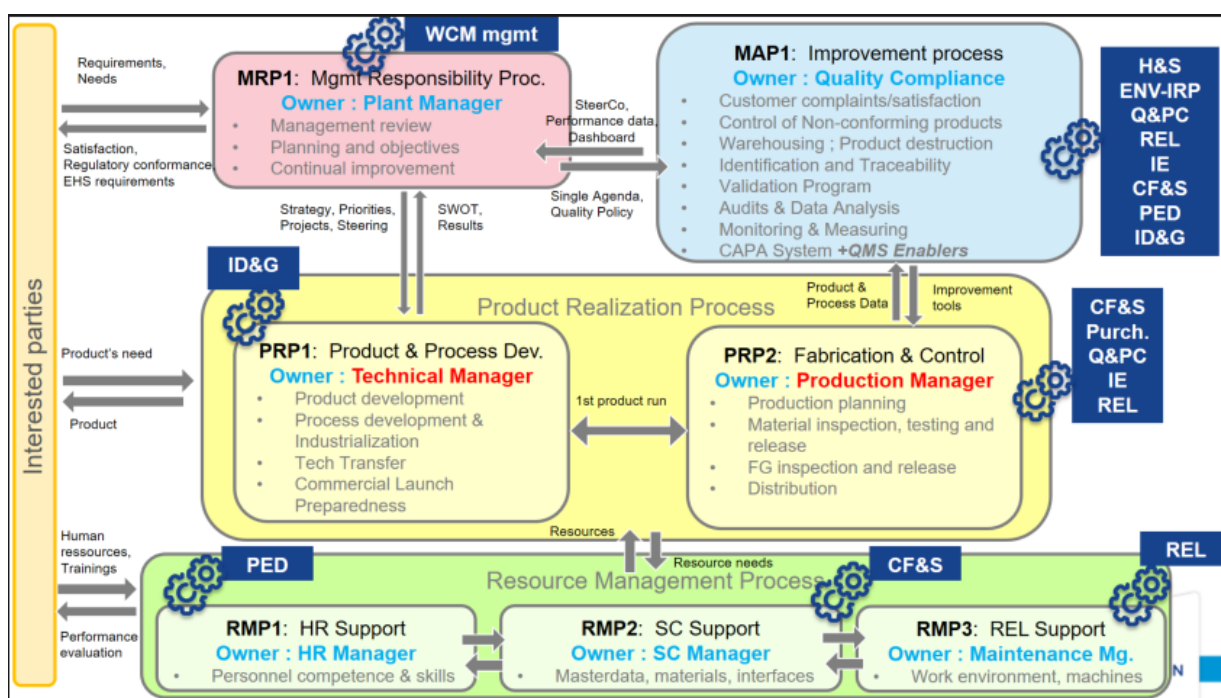 Interested parties
Requirements,
Needs
Satisfaction,
Regulatory conformance,
EHS requirements
WCM mgmt
MRP1: Mgmt Responsibility Proc.
Owner : Plant Manager
• Management review
• Planning and objectives
• Continual improvement
SteerCo,
Performance data,
Dashboard
Single Agenda,
Quality Policy
MAP1: Improvement process
Owner : Quality Compliance
• Customer complaints/satisfaction
• Control of Non-conforming products
• Warehousing ; Product destruction
• Identification and Traceability
• Validation Program
• Audits & Data Analysis
• Monitoring & Measuring
• CAPA System +QMS Enablers
H&S
ENV-IRP
Q&PC
REL
IE
CF&S
PED
ID&G
Strategy, Priorities,
Projects, Steering
SWOT,
Results
ID&G
Product Realization Process
Product &
Process Data
Improvement
tools
Product's need
Product
PRP1: Product & Process Dev.
Owner : Technical Manager
• Product development
• Process development &
Industrialization
• Tech Transfer
• Commercial Launch
Preparedness
1st product run
PRP2: Fabrication & Control
Owner : Production Manager
• Production planning
• Material inspection, testing and
release
• FG inspection and release
• Distribution
CF&S
Purch.
Q&PC
IE
REL
Resources
Resource needs
Human
ressources,
Trainings
Performance
evaluation
PED
Resource Management Process
CF&S
REL
RMP1: HR Support
Owner : HR Manager
• Personnel competence & skills
RMP2: SC Support
Owner : SC Manager
• Masterdata, materials, interfaces
RMP3: REL Support
Owner : Maintenance Mg.
• Work environment, machines
N